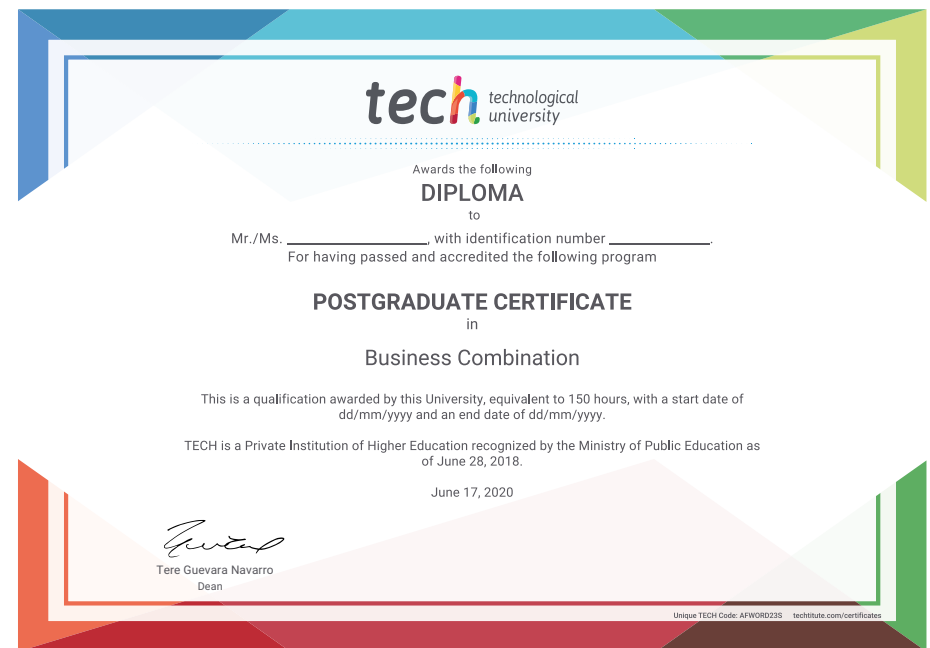 tech technological
university
Awards the following
DIPLOMA
to
Mr./Ms. ____________________, with identification number ______________.
For having passed and accredited the following program
POSTGRADUATE CERTIFICATE
in
Business Combination
This is a qualification awarded by this University, equivalent to 150 hours, with a start date of
dd/mm/yyyy and an end date of dd/mm/yyyy.
TECH is a Private Institution of Higher Education recognized by the Ministry of Public Education as
of June 28, 2018.
June 17, 2020
Tere Guevara Navarro
Dean
Unique TECH Code: AFWORD23S techtitute.com/certificates